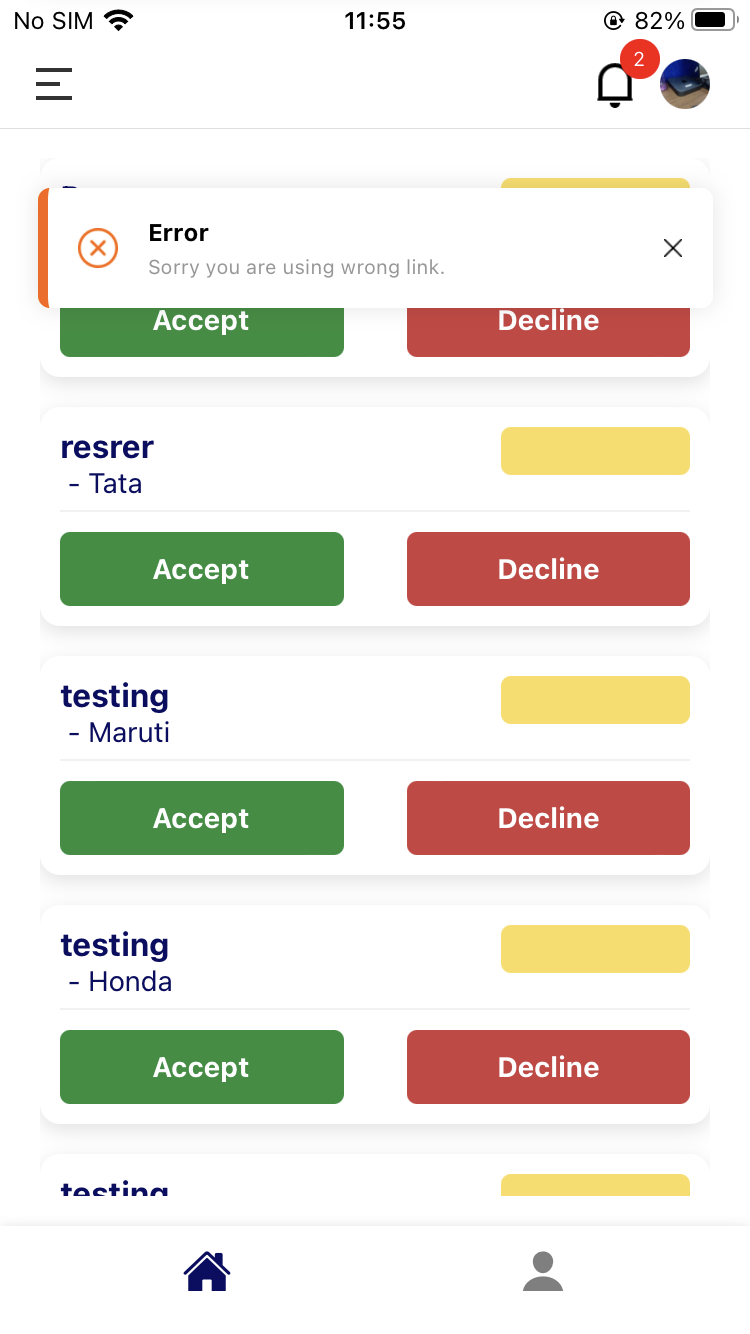 No SIM 11:55 82%
2
Error
Sorry you are using wrong link.
Accept Decline
resrer
- Tata
Accept Decline
testing
- Maruti
Accept Decline
testing
- Honda
Accept Decline
testing